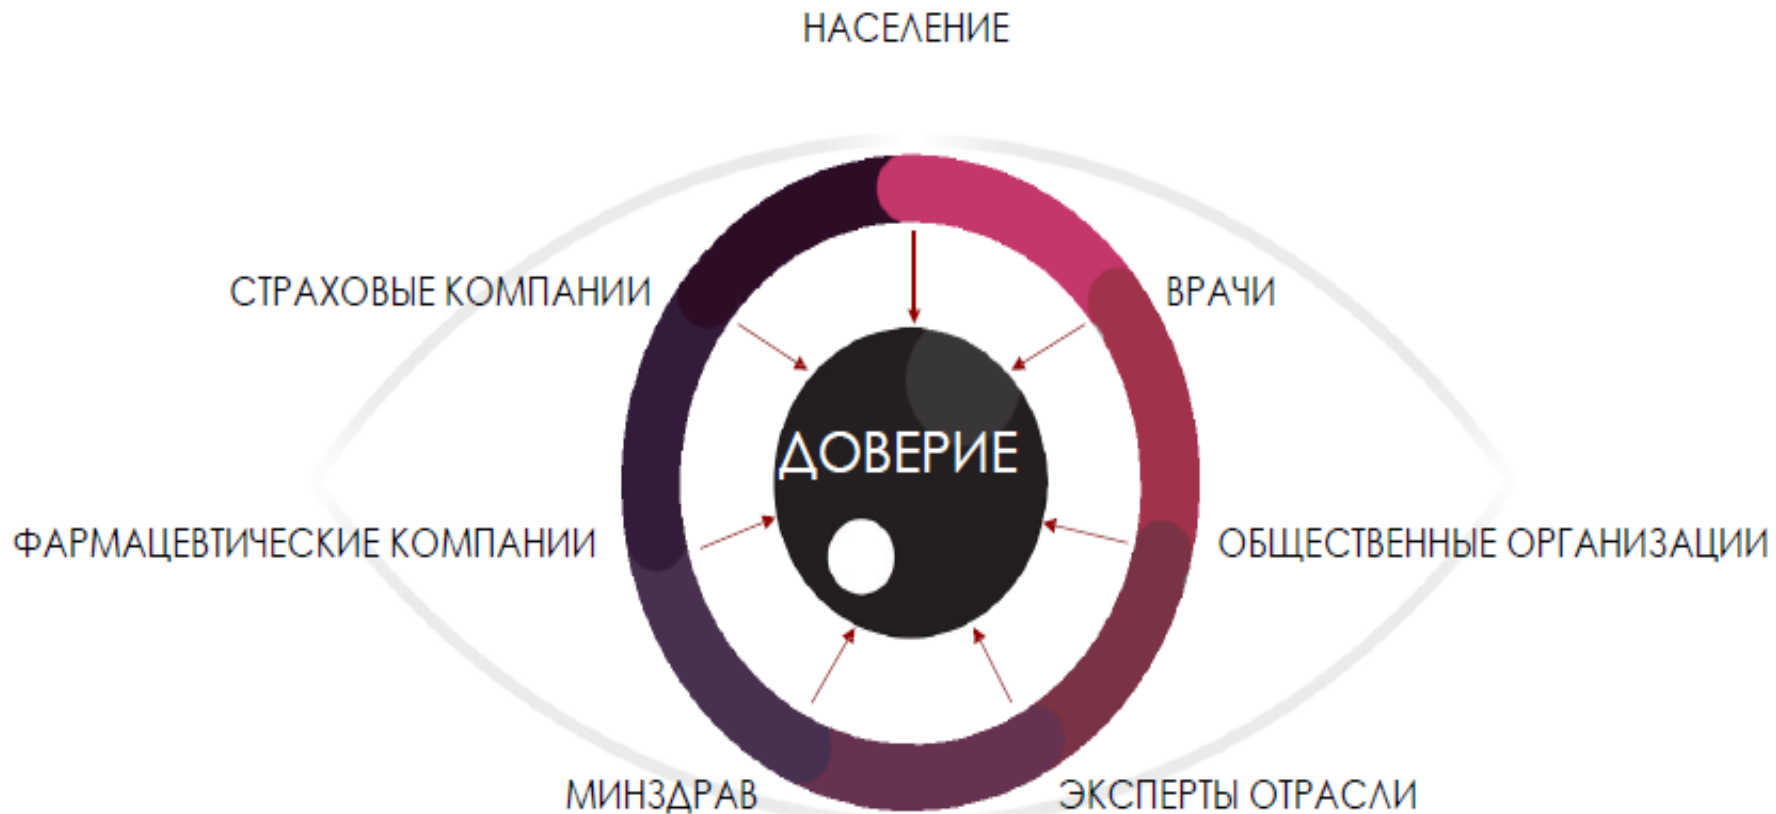 НАСЕЛЕНИЕ
СТРАХОВЫЕ КОМПАНИИ
ВРАЧИ
ДОВЕРИЕ
ФАРМАЦЕВТИЧЕСКИЕ КОМПАНИИ
ОБЩЕСТВЕННЫЕ ОРГАНИЗАЦИИ
МИНЗДРАВ
ЭКСПЕРТЫ ОТРАСЛИ